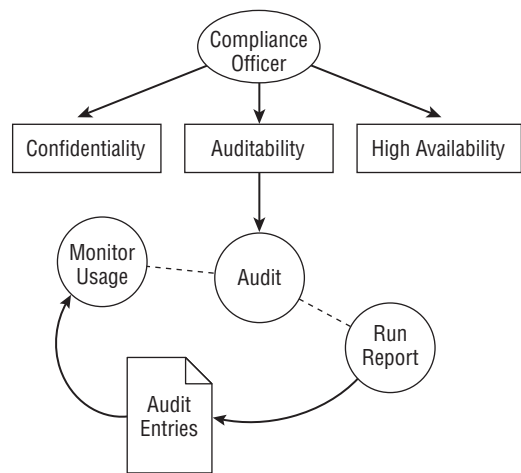 Compliance
Officer
Confidentiality
Auditability
High Availability
Monitor
Usage
Audit
Run
Report
Audit
Entries